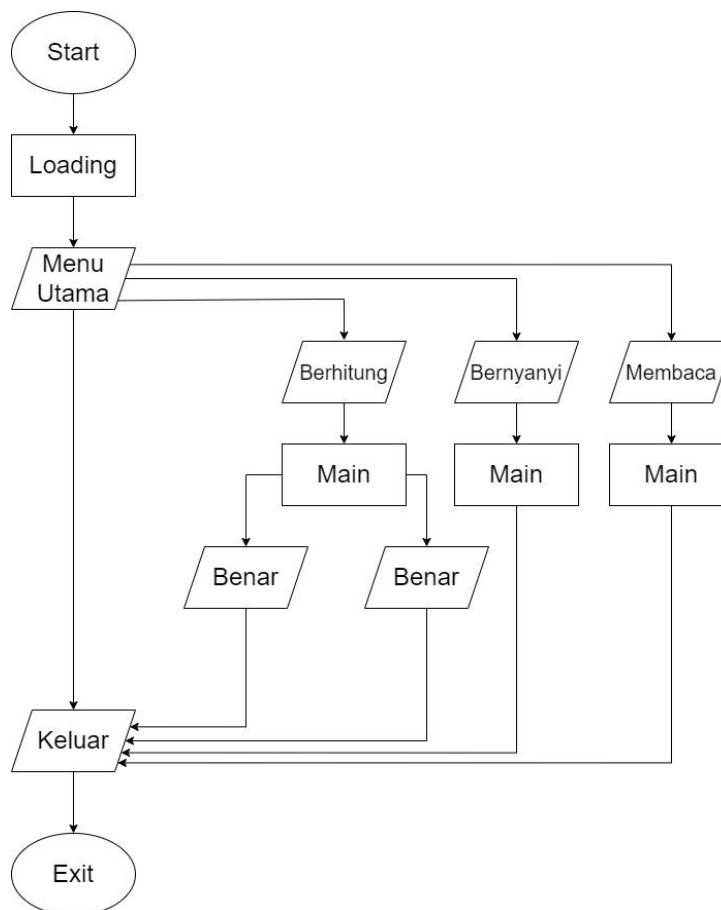 Start
Loading
Menu
Utama
Berhitung
Bernyanyi
Membaca
Main
Main
Main
Benar
Benar
Keluar
Exit